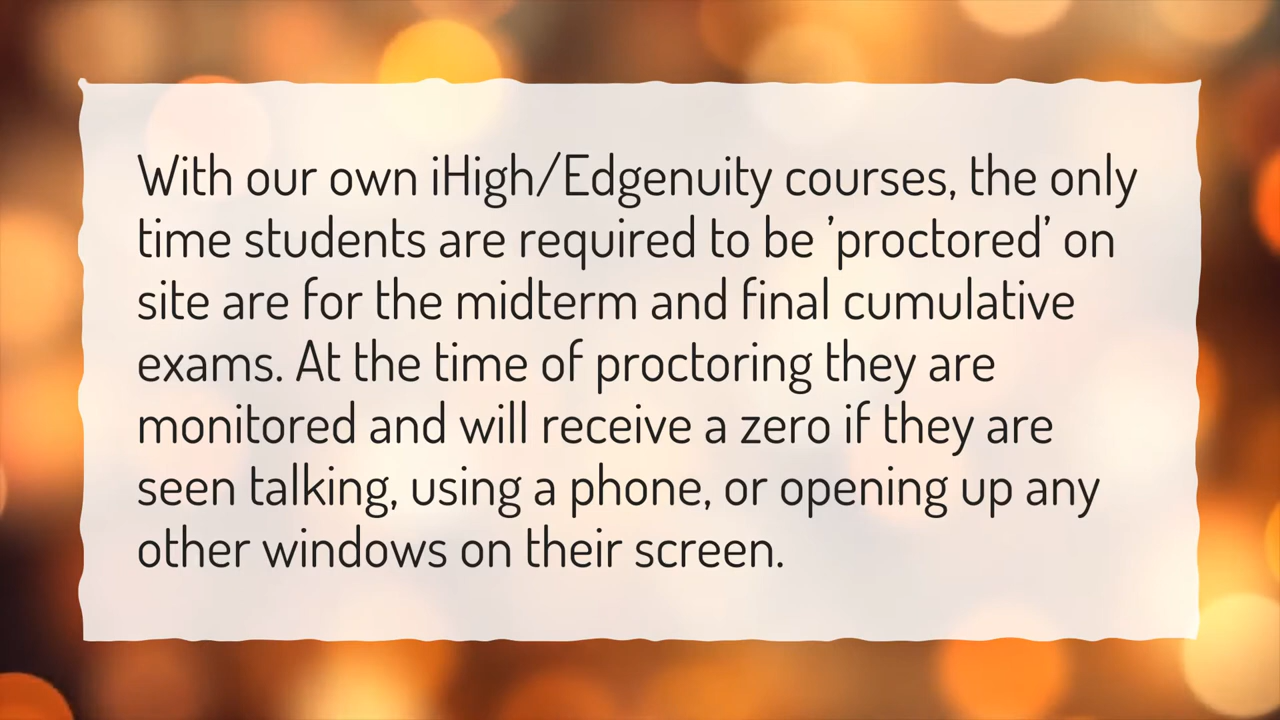 With our own iHigh/Edgenuity courses, the only
time students are required to be ’proctored’ on
site are for the midterm and final cumulative
exams. At the time of proctoring they are
monitored and will receive a zero if they are
seen talking, using a phone, or opening up any
other windows on their screen.